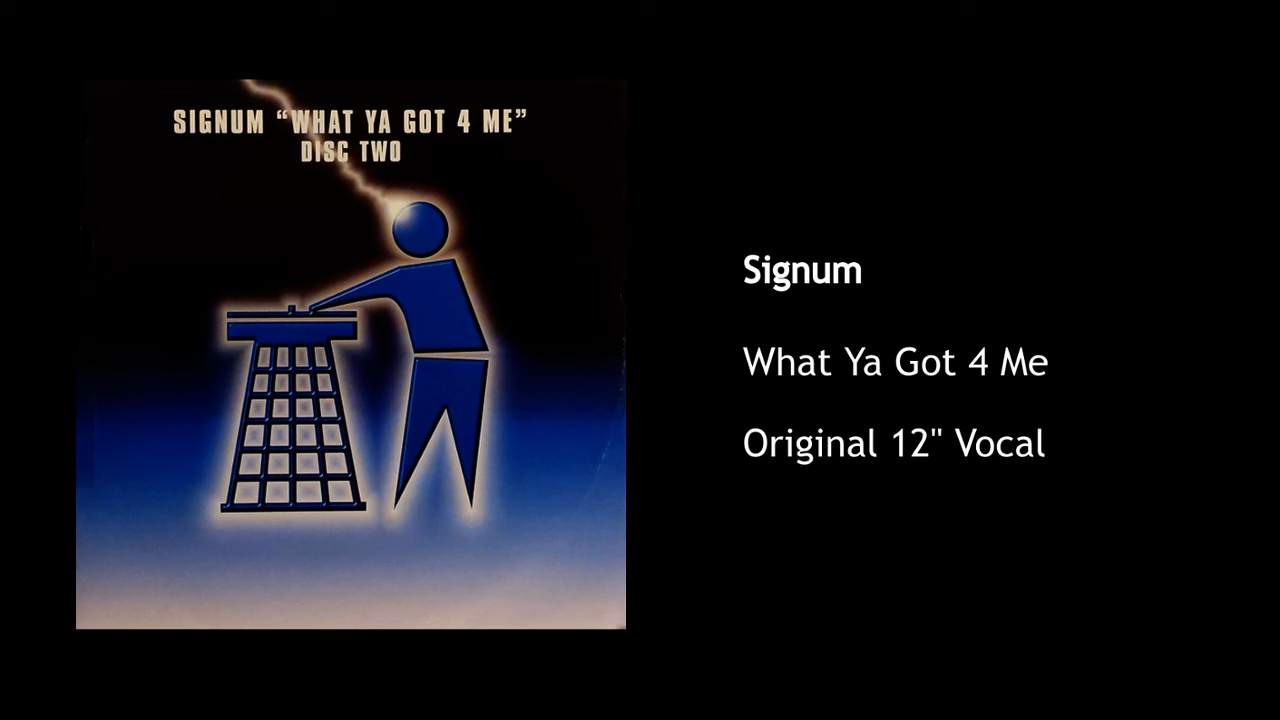 SIGNUM “WHAT YA GOT 4 ME”
DISC TWO
Signum
What Ya Got 4 Me
Original 12" Vocal